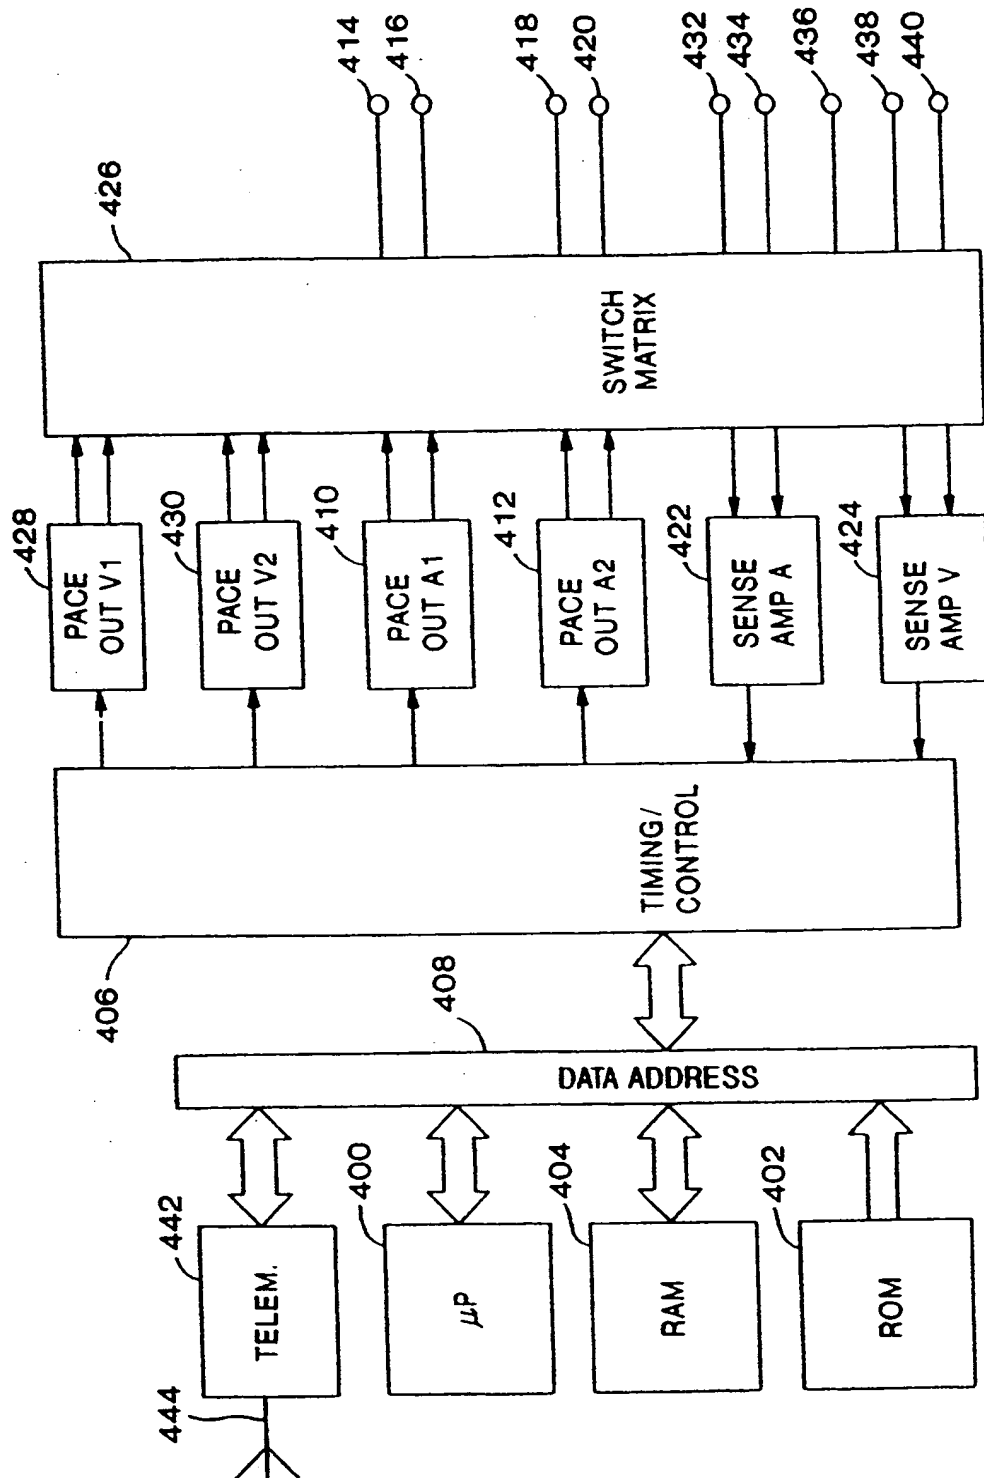 444
442
TELEM.
400
μP
404
RAM
402
ROM
408
DATA ADDRESS
406
TIMING/
CONTROL
428
PACE
OUT V1
430
PACE
OUT V2
410
PACE
OUT A1
412
PACE
OUT A2
422
SENSE
AMP A
424
SENSE
AMP V
426
SWITCH
MATRIX
414
416
418
420
432
434
436
438
440